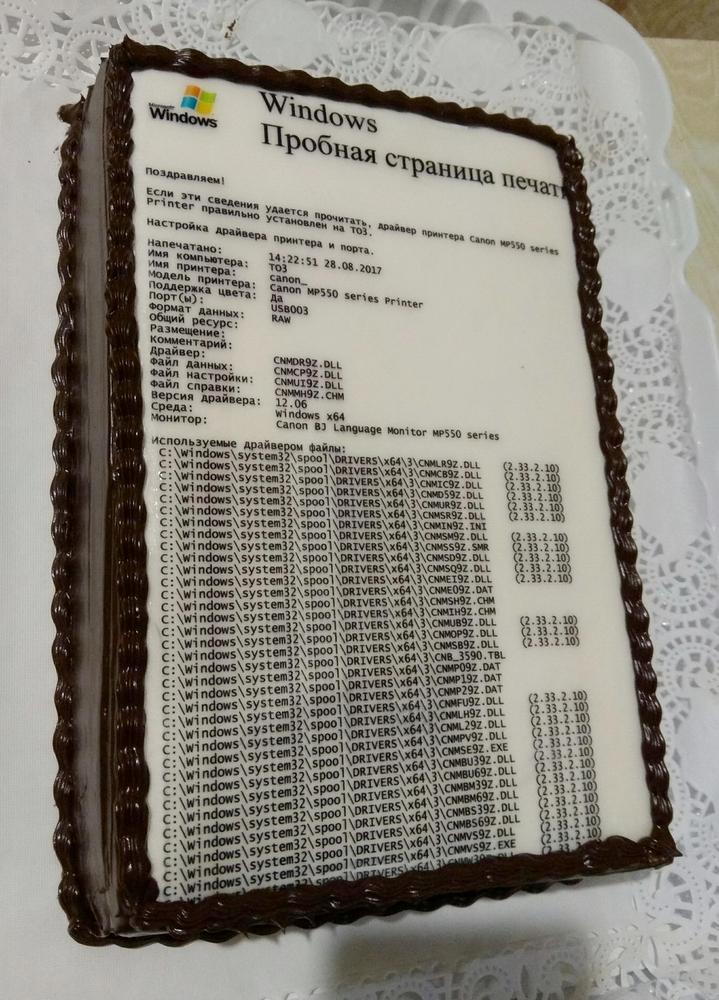 Microsoft
Windows
Windows
Пробная страница печат
Поздравляем!
Если эти сведения удается прочитать, драйвер принтера Canon MP550 series
Printer правильно установлен на ТО3.
Настройка драйвера принтера и порта.
Напечатано: 14:22:51 28.08.2017
Имя компьютера: ТО3
Имя принтера: canon_
Модель принтера: Canon MP550 series Printer
Поддержка цвета: Да
Порт(ы): USB003
Формат данных: RAW
Общий ресурс:
Размещение:
Комментарий:
Драйвер: CNMDR9Z.DLL
Файл данных: CNMCP9Z.DLL
Файл настройки: CNMUI9Z.DLL
Файл справки: CNMMH9Z.CHM
Версия драйвера: 12.06
Среда: Windows x64
Монитор: Canon BJ Language Monitor MP550 series
Используемые драйвером файлы:
C:\Windows\system32\spool\DRIVERS\x64\3\CNMLR9Z.DLL (2.33.2.10)
C:\Windows\system32\spool\DRIVERS\x64\3\CNMCB9Z.DLL (2.33.2.10)
C:\Windows\system32\spool\DRIVERS\x64\3\CNMIC9Z.DLL (2.33.2.10)
C:\Windows\system32\spool\DRIVERS\x64\3\CNMD59Z.DLL (2.33.2.10)
C:\Windows\system32\spool\DRIVERS\x64\3\CNMUR9Z.DLL (2.33.2.10)
C:\Windows\system32\spool\DRIVERS\x64\3\CNMSR9Z.DLL (2.33.2.10)
C:\Windows\system32\spool\DRIVERS\x64\3\CNMIN9Z.INI
C:\Windows\system32\spool\DRIVERS\x64\3\CNMSM9Z.DLL (2.33.2.10)
C:\Windows\system32\spool\DRIVERS\x64\3\CNMSS9Z.SMR (2.33.2.10)
C:\Windows\system32\spool\DRIVERS\x64\3\CNMSD9Z.DLL (2.33.2.10)
C:\Windows\system32\spool\DRIVERS\x64\3\CNMSQ9Z.DLL (2.33.2.10)
C:\Windows\system32\spool\DRIVERS\x64\3\CNMEI9Z.DLL (2.33.2.10)
C:\Windows\system32\spool\DRIVERS\x64\3\CNME09Z.DAT
C:\Windows\system32\spool\DRIVERS\x64\3\CNMSH9Z.CHM
C:\Windows\system32\spool\DRIVERS\x64\3\CNMIH9Z.CHM
C:\Windows\system32\spool\DRIVERS\x64\3\CNMUB9Z.DLL (2.33.2.10)
C:\Windows\system32\spool\DRIVERS\x64\3\CNMOP9Z.DLL (2.33.2.10)
C:\Windows\system32\spool\DRIVERS\x64\3\CNMSB9Z.DLL (2.33.2.10)
C:\Windows\system32\spool\DRIVERS\x64\3\CNB_3590.TBL
C:\Windows\system32\spool\DRIVERS\x64\3\CNMP09Z.DAT
C:\Windows\system32\spool\DRIVERS\x64\3\CNMP19Z.DAT
C:\Windows\system32\spool\DRIVERS\x64\3\CNMP29Z.DAT
C:\Windows\system32\spool\DRIVERS\x64\3\CNMFU9Z.DLL (2.33.2.10)
C:\Windows\system32\spool\DRIVERS\x64\3\CNMLH9Z.DLL (2.33.2.10)
C:\Windows\system32\spool\DRIVERS\x64\3\CNML29Z.DLL (2.33.2.10)
C:\Windows\system32\spool\DRIVERS\x64\3\CNMPV9Z.DLL (2.33.2.10)
C:\Windows\system32\spool\DRIVERS\x64\3\CNMSE9Z.EXE (2.33.2.10)
C:\Windows\system32\spool\DRIVERS\x64\3\CNMBU39Z.DLL (2.33.2.10)
C:\Windows\system32\spool\DRIVERS\x64\3\CNMBU69Z.DLL (2.33.2.10)
C:\Windows\system32\spool\DRIVERS\x64\3\CNMBM39Z.DLL (2.33.2.10)
C:\Windows\system32\spool\DRIVERS\x64\3\CNMBM69Z.DLL (2.33.2.10)
C:\Windows\system32\spool\DRIVERS\x64\3\CNMBS39Z.DLL (2.33.2.10)
C:\Windows\system32\spool\DRIVERS\x64\3\CNMBS69Z.DLL (2.33.2.10)
C:\Windows\system32\spool\DRIVERS\x64\3\CNMVS9Z.DLL (2.33.2.10)
C:\Windows\system32\spool\DRIVERS\x64\3\CNMVS9Z.EXE (2.33.2.10)